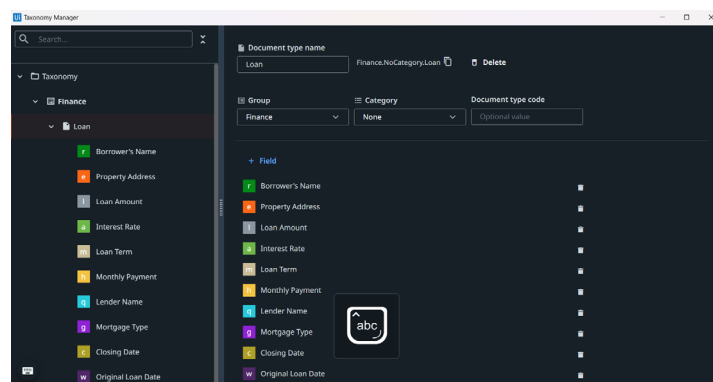 UI Taxonomy Manager
Search...
Taxonomy
Finance
Loan
r Borrower's Name
e Property Address
l Loan Amount
a Interest Rate
m Loan Term
h Monthly Payment
q Lender Name
g Mortgage Type
c Closing Date
w Original Loan Date
Document type name
Loan
Finance.NoCategory.Loan
Delete
Group
Category
Document type code
Finance
None
Optional value
+ Field
r Borrower's Name
e Property Address
l Loan Amount
a Interest Rate
m Loan Term
h Monthly Payment
q Lender Name
g Mortgage Type
c Closing Date
w Original Loan Date
abc